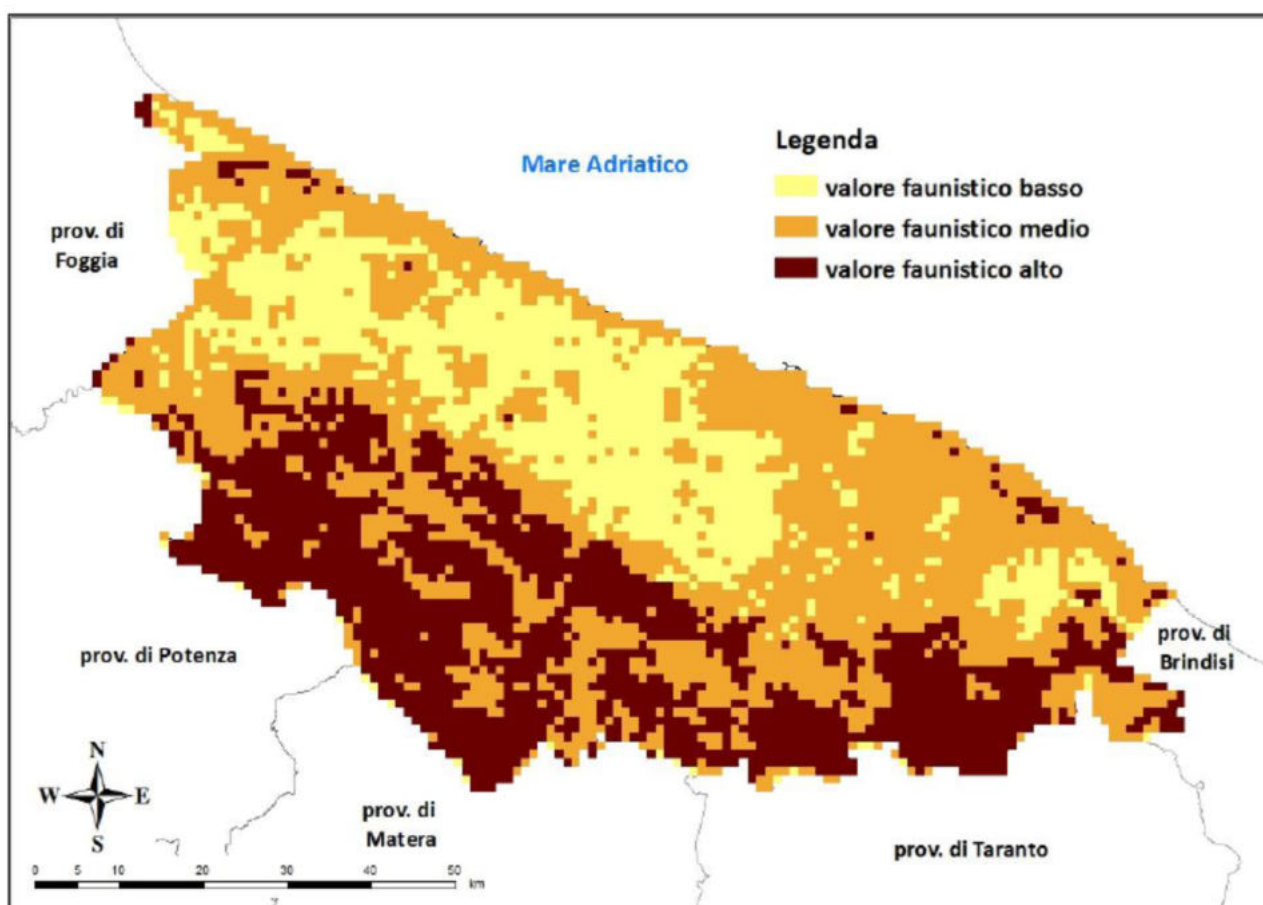 Legenda
Mare Adriatico
valore faunistico basso
valore faunistico medio
valore faunistico alto
prov. di
Foggia
prov. di Potenza
prov. di
Brindisi
prov. di
Matera
prov. di Taranto
N
W E
S
0 5 10 20 30 40 50
km